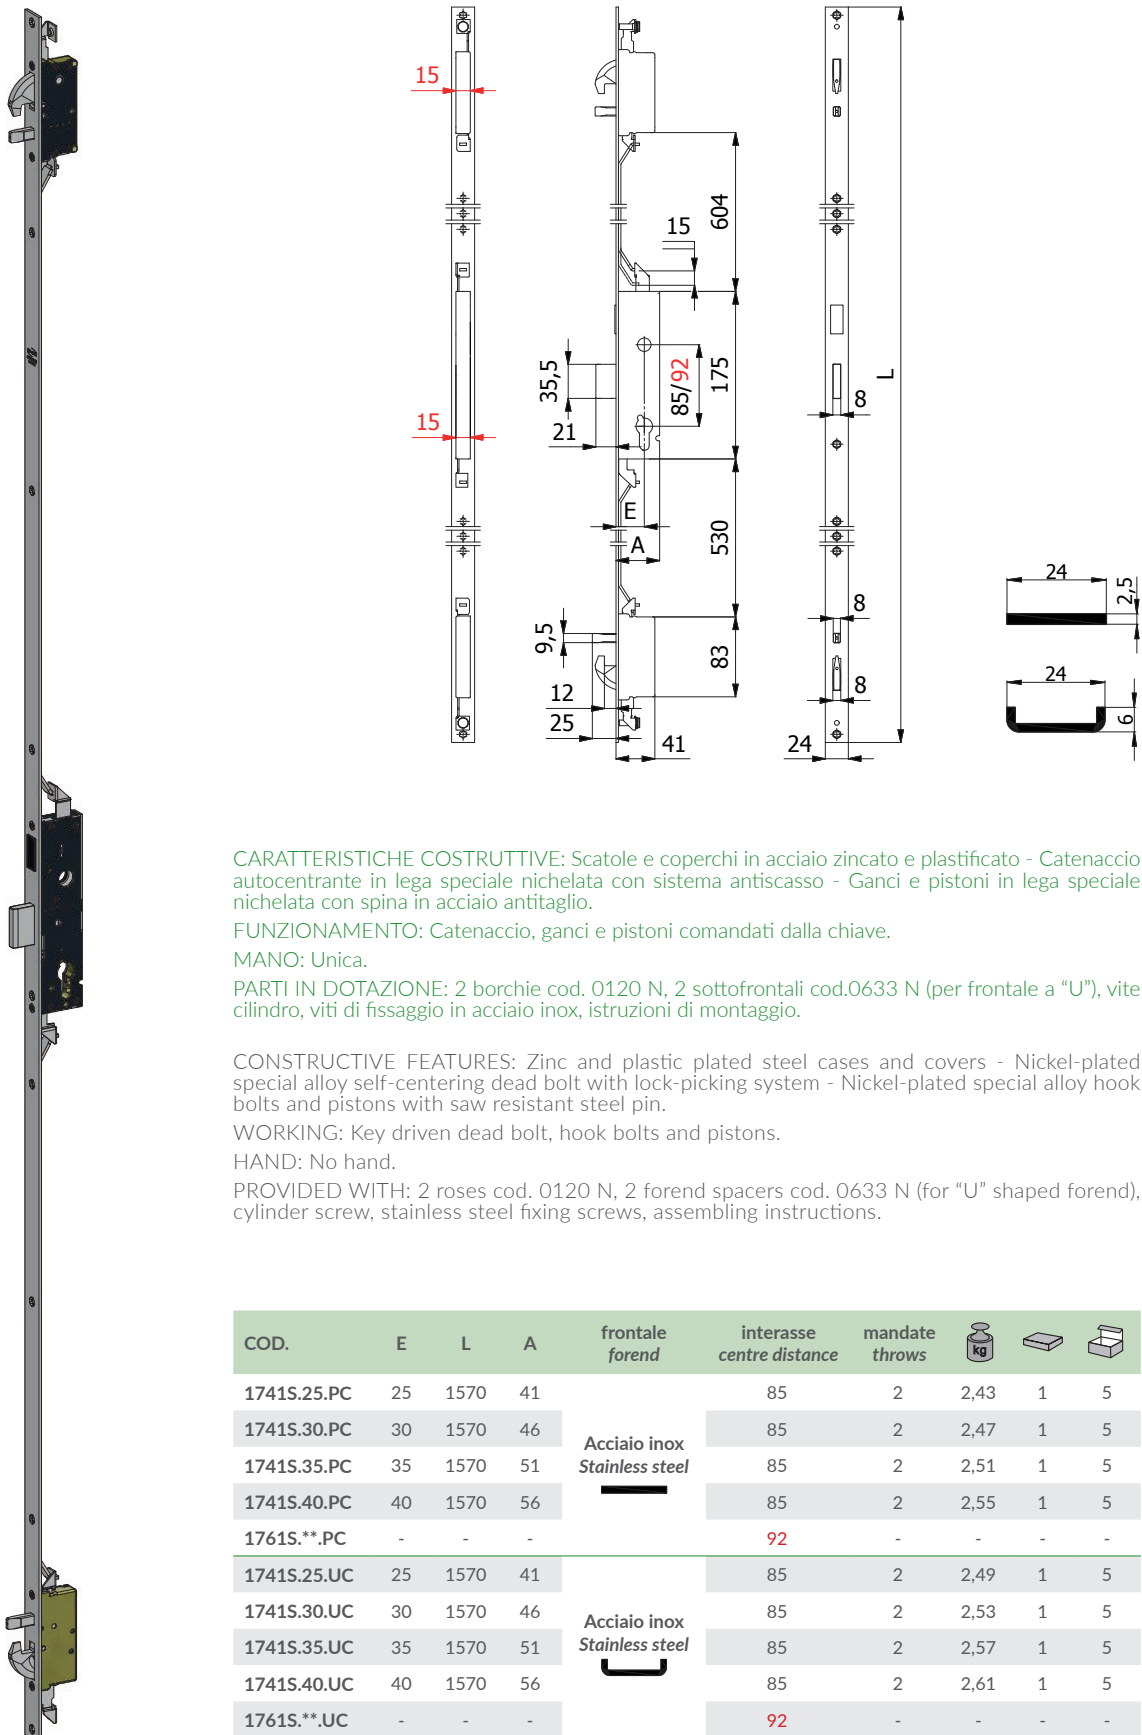 15
15
604
15
35,5
85/92
175
21
E
A
530
9,5
83
12
25
41
L
8
8
8
24
24
2,5
24
6
CARATTERISTICHE COSTRUTTIVE: Scatole e coperchi in acciaio zincato e plastificato - Catenaccio
autocentrante in lega speciale nichelata con sistema antiscasso - Ganci e pistoni in lega speciale
nichelata con spina in acciaio antitaglio.
FUNZIONAMENTO: Catenaccio, ganci e pistoni comandati dalla chiave.
MANO: Unica.
PARTI IN DOTAZIONE: 2 borchie cod. 0120 N, 2 sottofrontali cod.0633 N (per frontale a “U”), vite
cilindro, viti di fissaggio in acciaio inox, istruzioni di montaggio.
CONSTRUCTIVE FEATURES: Zinc and plastic plated steel cases and covers - Nickel-plated
special alloy self-centering dead bolt with lock-picking system - Nickel-plated special alloy hook
bolts and pistons with saw resistant steel pin.
WORKING: Key driven dead bolt, hook bolts and pistons.
HAND: No hand.
PROVIDED WITH: 2 roses cod. 0120 N, 2 forend spacers cod. 0633 N (for “U” shaped forend),
cylinder screw, stainless steel fixing screws, assembling instructions.
COD. E L A frontale interasse mandate kg
forend centre distance throws
1741S.25.PC 25 1570 41 85 2 2,43 1 5
1741S.30.PC 30 1570 46 85 2 2,47 1 5
Acciaio inox
Stainless steel
1741S.35.PC 35 1570 51 85 2 2,51 1 5
1741S.40.PC 40 1570 56 85 2 2,55 1 5
1761S.**.PC - - - 92 - - - -
1741S.25.UC 25 1570 41 85 2 2,49 1 5
1741S.30.UC 30 1570 46 85 2 2,53 1 5
Acciaio inox
Stainless steel
1741S.35.UC 35 1570 51 85 2 2,57 1 5
1741S.40.UC 40 1570 56 85 2 2,61 1 5
1761S.**.UC - - - 92 - - - -